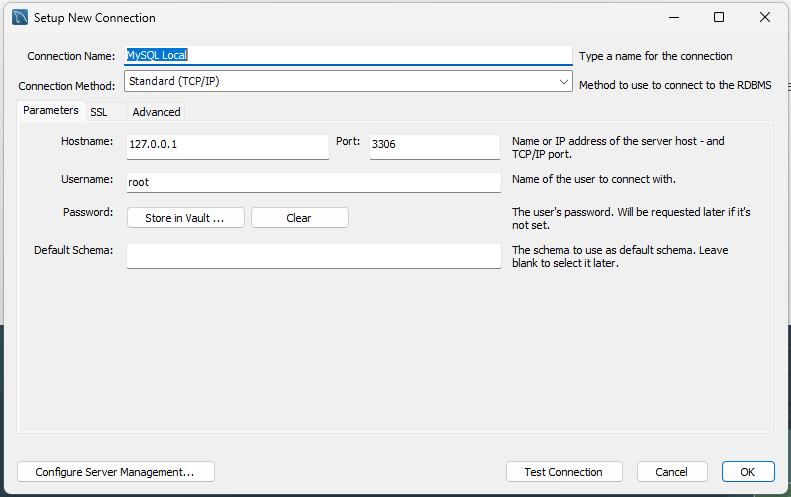 Setup New Connection
Connection Name: MySQL Local Type a name for the connection
Connection Method: Standard (TCP/IP) Method to use to connect to the RDBMS
Parameters SSL Advanced
Hostname: 127.0.0.1 Port: 3306 Name or IP address of the server host - and
TCP/IP port.
Username: root Name of the user to connect with.
Password: Store in Vault ... Clear The user's password. Will be requested later if it's
not set.
Default Schema: The schema to use as default schema. Leave
blank to select it later.
Configure Server Management... Test Connection Cancel OK